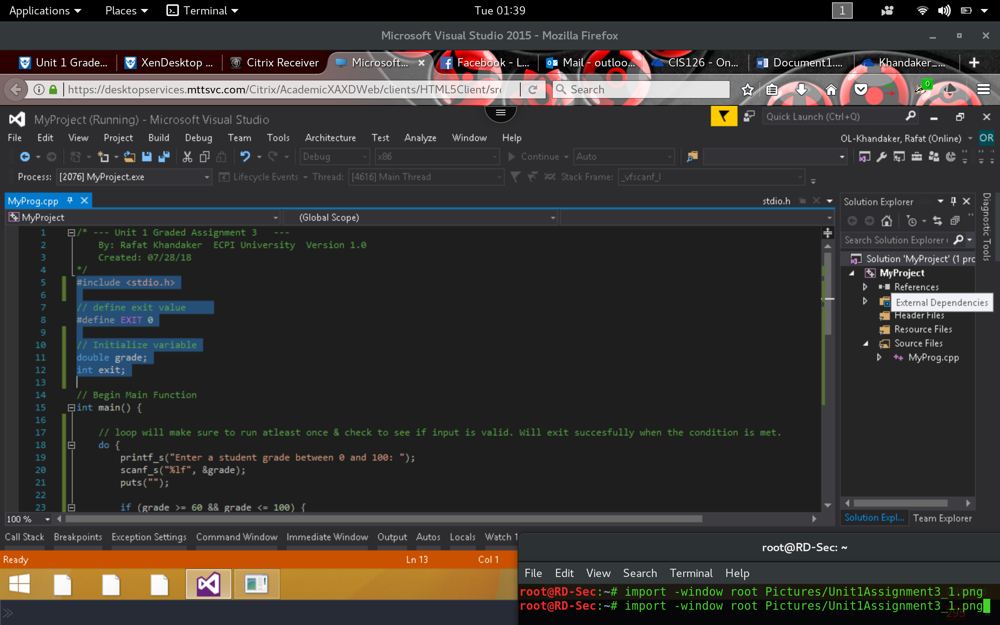 Applications Places Terminal Tue 01:39 1
Microsoft Visual Studio 2015 - Mozilla Firefox
Unit 1 Grade... XenDesktop ... Citrix Receiver Microsoft... Facebook - L... Mail - outloo... CIS126 - On... Document1.... Khandaker_...
https://desktopservices.mttsvc.com/Citrix/AcademicXAXDWeb/clients/HTML5Client/src Search 0
MyProject (Running) - Microsoft Visual Studio Quick Launch (Ctrl+Q)
File Edit View Project Build Debug Team Tools Architecture Test Analyze Window Help OL-Khandaker, Rafat (Online) OR
Debug x86 Continue Auto
Process: [2076] MyProject.exe Lifecycle Events Thread: [4616] Main Thread Stack Frame: _vfscanf_l
MyProg.cpp stdio.h
MyProject (Global Scope)
1 /* --- Unit 1 Graded Assignment 3 ---
2 By: Rafat Khandaker ECPI University Version 1.0
3 Created: 07/28/18
4 */
5 #include <stdio.h>
6
7 // define exit value
8 #define EXIT 0
9
10 // Initialize variable
11 double grade;
12 int exit;
13
14 // Begin Main Function
15 int main() {
16
17 // loop will make sure to run atleast once & check to see if input is valid. Will exit succesfully when the condition is met.
18 do {
19 printf_s("Enter a student grade between 0 and 100: ");
20 scanf_s("%lf", &grade);
21 puts("");
22
23 if (grade >= 60 && grade <= 100) {
100 %
Solution Explorer
Search Solution Explorer
Solution 'MyProject' (1 prc
MyProject
References
External Dependencies
Header Files
Resource Files
Source Files
MyProg.cpp
Solution Expl... Team Explorer
Diagnostic Tools
Call Stack Breakpoints Exception Settings Command Window Immediate Window Output Autos Locals Watch 1
Ready Ln 13 Col 1
root@RD-Sec: ~
File Edit View Search Terminal Help
root@RD-Sec:~# import -window root Pictures/Unit1Assignment3_1.png
root@RD-Sec:~# import -window root Pictures/Unit1Assignment3_1.png
295